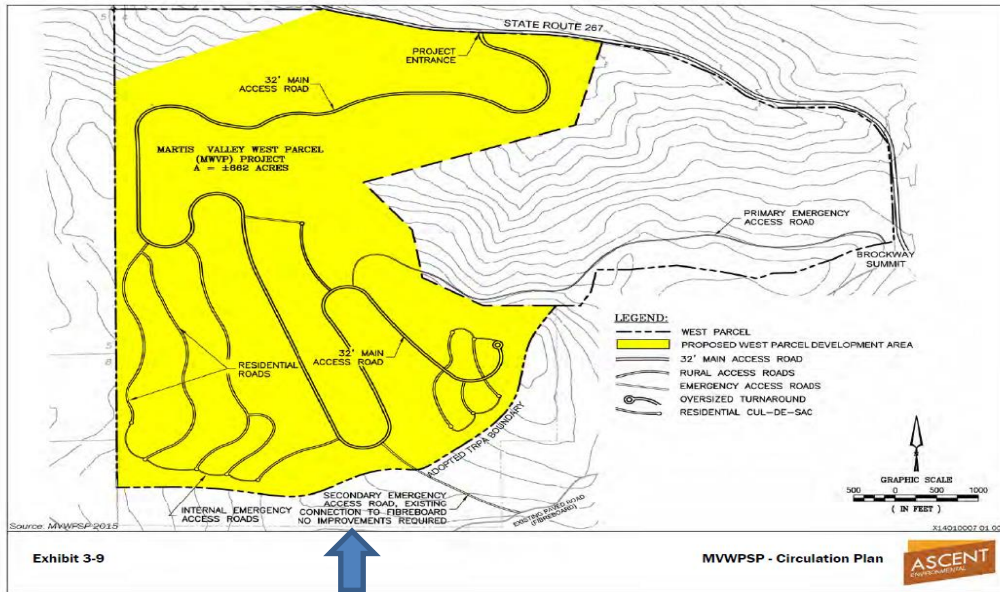 STATE ROUTE 267
PROJECT
ENTRANCE
32' MAIN
ACCESS ROAD
MARTIS VALLEY WEST PARCEL
(MWVP) PROJECT
A = ±662 ACRES
PRIMARY EMERGENCY
ACCESS ROAD
BROCKWAY
SUMMIT
LEGEND:
WEST PARCEL
PROPOSED WEST PARCEL DEVELOPMENT AREA
32' MAIN ACCESS ROAD
RURAL ACCESS ROADS
EMERGENCY ACCESS ROADS
OVERSIZED TURNAROUND
RESIDENTIAL CUL-DE-SAC
RESIDENTIAL
ROADS
32' MAIN
ACCESS ROAD
ADOPTED TRPA BOUNDARY
GRAPHIC SCALE
500 0 500 1000
( IN FEET )
INTERNAL EMERGENCY
ACCESS ROADS
SECONDARY EMERGENCY
ACCESS ROAD, EXISTING
CONNECTION TO FIBREBOARD
NO IMPROVEMENTS REQUIRED
EXISTING PAVED ROAD
(FIBREBOARD)
Source: MVWPSP 2015
X14010007 01 00
Exhibit 3-9
MVWPSP - Circulation Plan
ASCENT
ENVIRONMENTAL